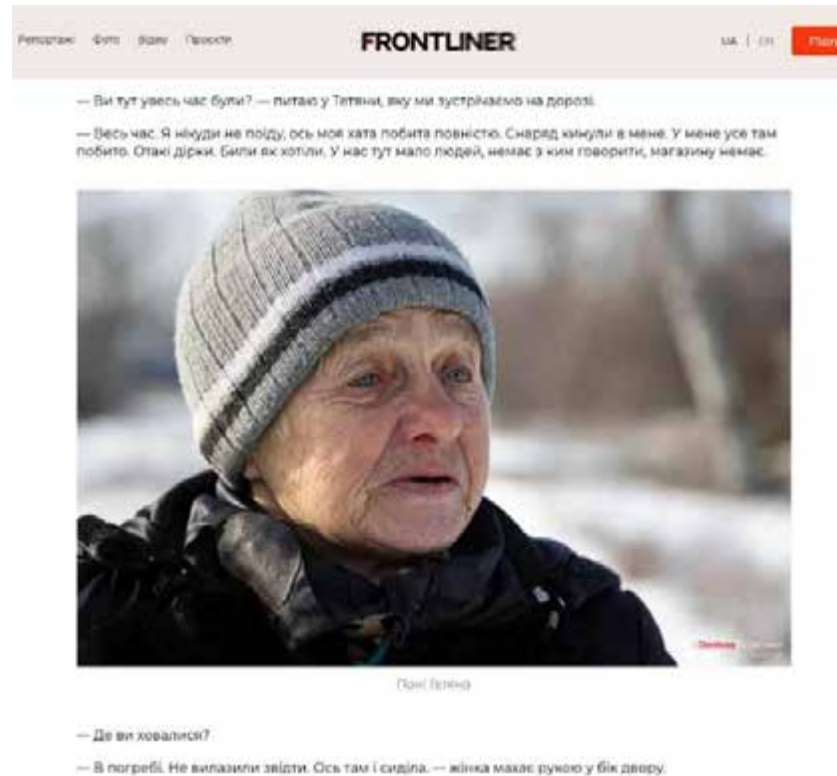 Репортажі Фото Відео Проєкти FRONTLINER UA | EN
— Ви тут увесь час були? — питаю у Тетяни, яку ми зустрічаємо на дорозі.
— Весь час. Я нікуди не поїду, ось моя хата побита повністю. Снаряд кинули в мене. У мене усе там
побито. Отакі дірки. Били як хотіли. У нас тут мало людей, немає з ким говорити, магазину немає.
Пані Тетяна
— Де ви ховалися?
— В погребі. Не вилазили звідти. Ось там і сиділа. — жінка махає рукою у бік двору.